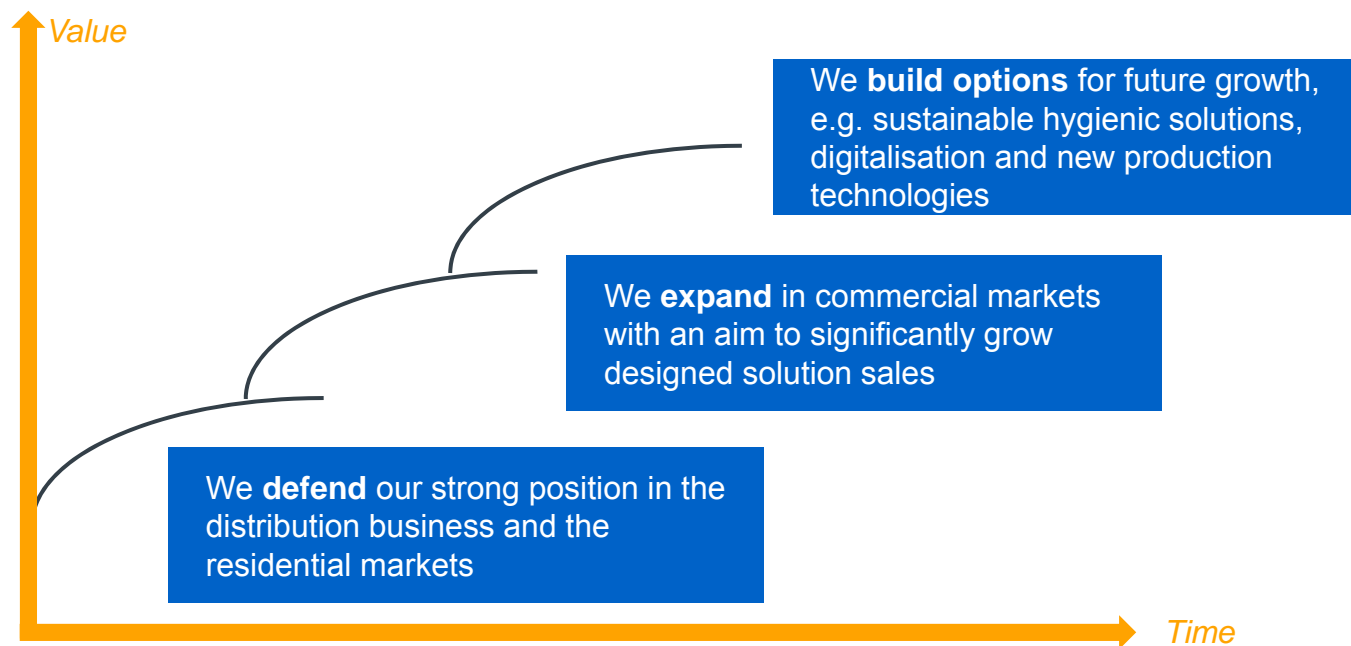 Value
We build options for future growth,
e.g. sustainable hygienic solutions,
digitalisation and new production
technologies
We expand in commercial markets
with an aim to significantly grow
designed solution sales
We defend our strong position in the
distribution business and the
residential markets
Time